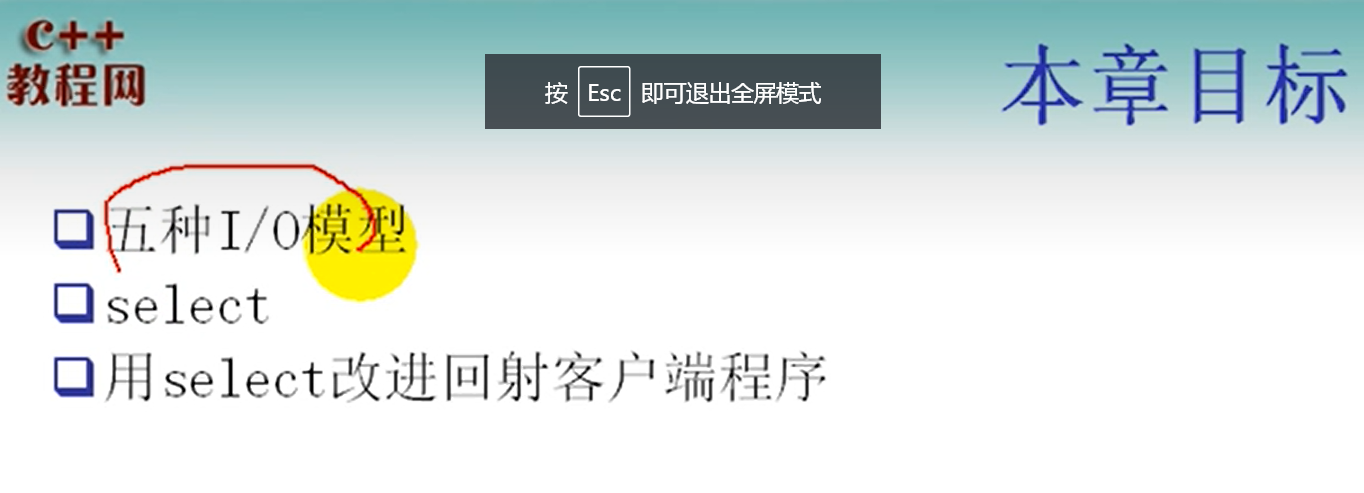 c++
教程网
按 Esc 即可退出全屏模式
本章目标
五种I/O模型
select
用select改进回射客户端程序